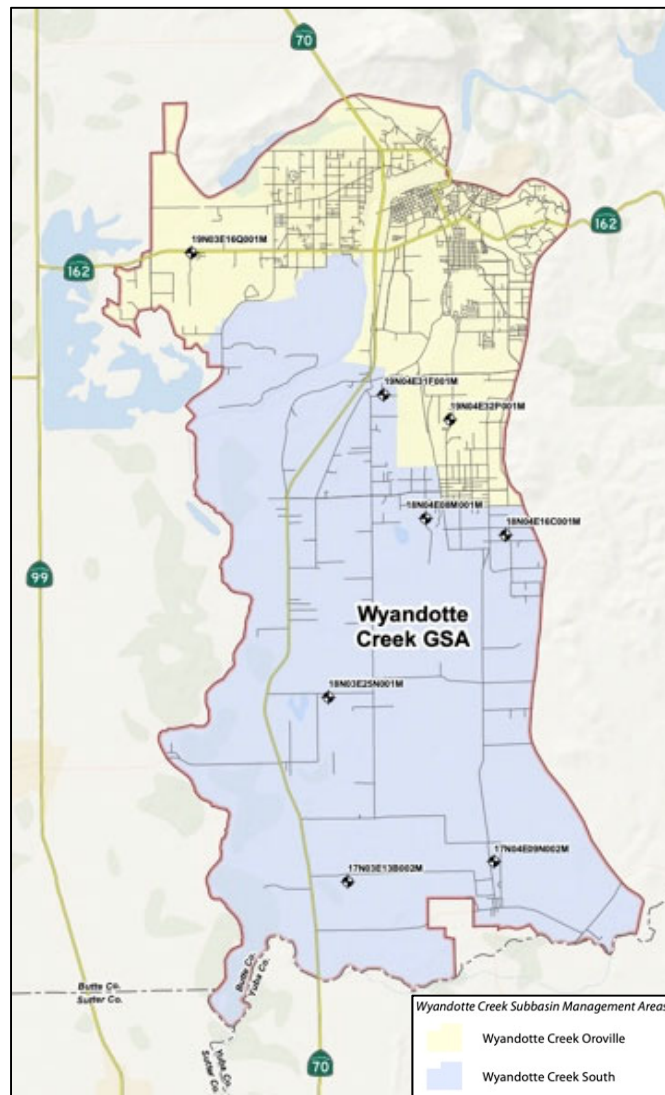 70
19N03E16Q001M
162
162
19N04E31F001M
19N04E32P001M
18N04E08M001M
18N04E16C001M
99
Wyandotte
Creek GSA
18N03E25N001M
17N04E09N002M
17N03E13B002M
Butte Co.
Yuba Co.
Butte Co.
Sutter Co.
Yuba Co.
Sutter Co.
70
Wyandotte Creek Subbasin Management Areas
Wyandotte Creek Oroville
Wyandotte Creek South